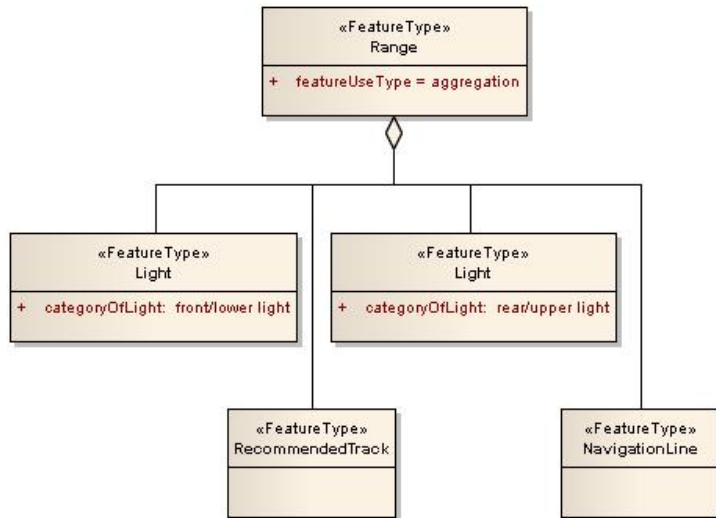 «FeatureType»
Range
+ featureUseType = aggregation
«FeatureType»
Light
+ categoryOfLight: front/lower light
«FeatureType»
Light
+ categoryOfLight: rear/upper light
«FeatureType»
RecommendedTrack
«FeatureType»
NavigationLine